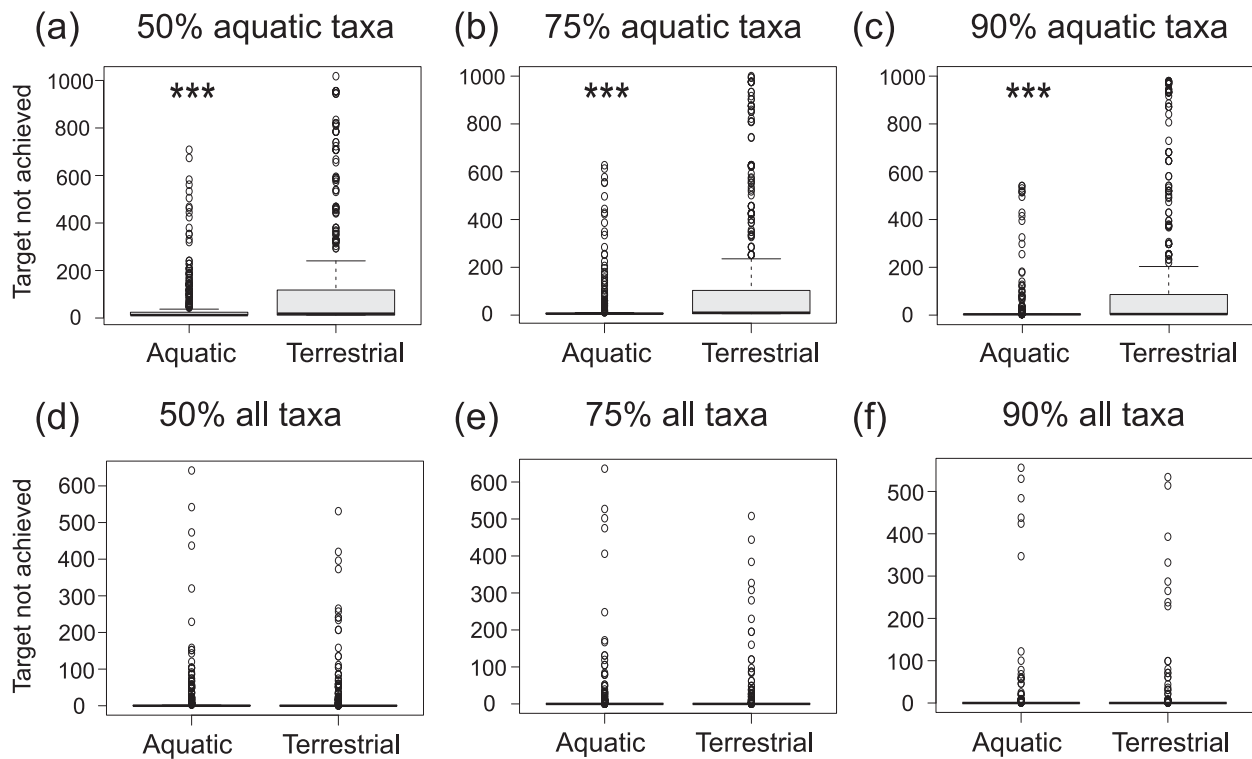 (a) 50% aquatic taxa
(b) 75% aquatic taxa
(c) 90% aquatic taxa
Target not achieved
1000
800
600
400
200
0
***
Aquatic
Terrestrial
1000
800
600
400
200
0
***
Aquatic
Terrestrial
1000
800
600
400
200
0
***
Aquatic
Terrestrial
(d) 50% all taxa
(e) 75% all taxa
(f) 90% all taxa
Target not achieved
600
500
400
300
200
100
0
Aquatic
Terrestrial
600
500
400
300
200
100
0
Aquatic
Terrestrial
500
400
300
200
100
0
Aquatic
Terrestrial